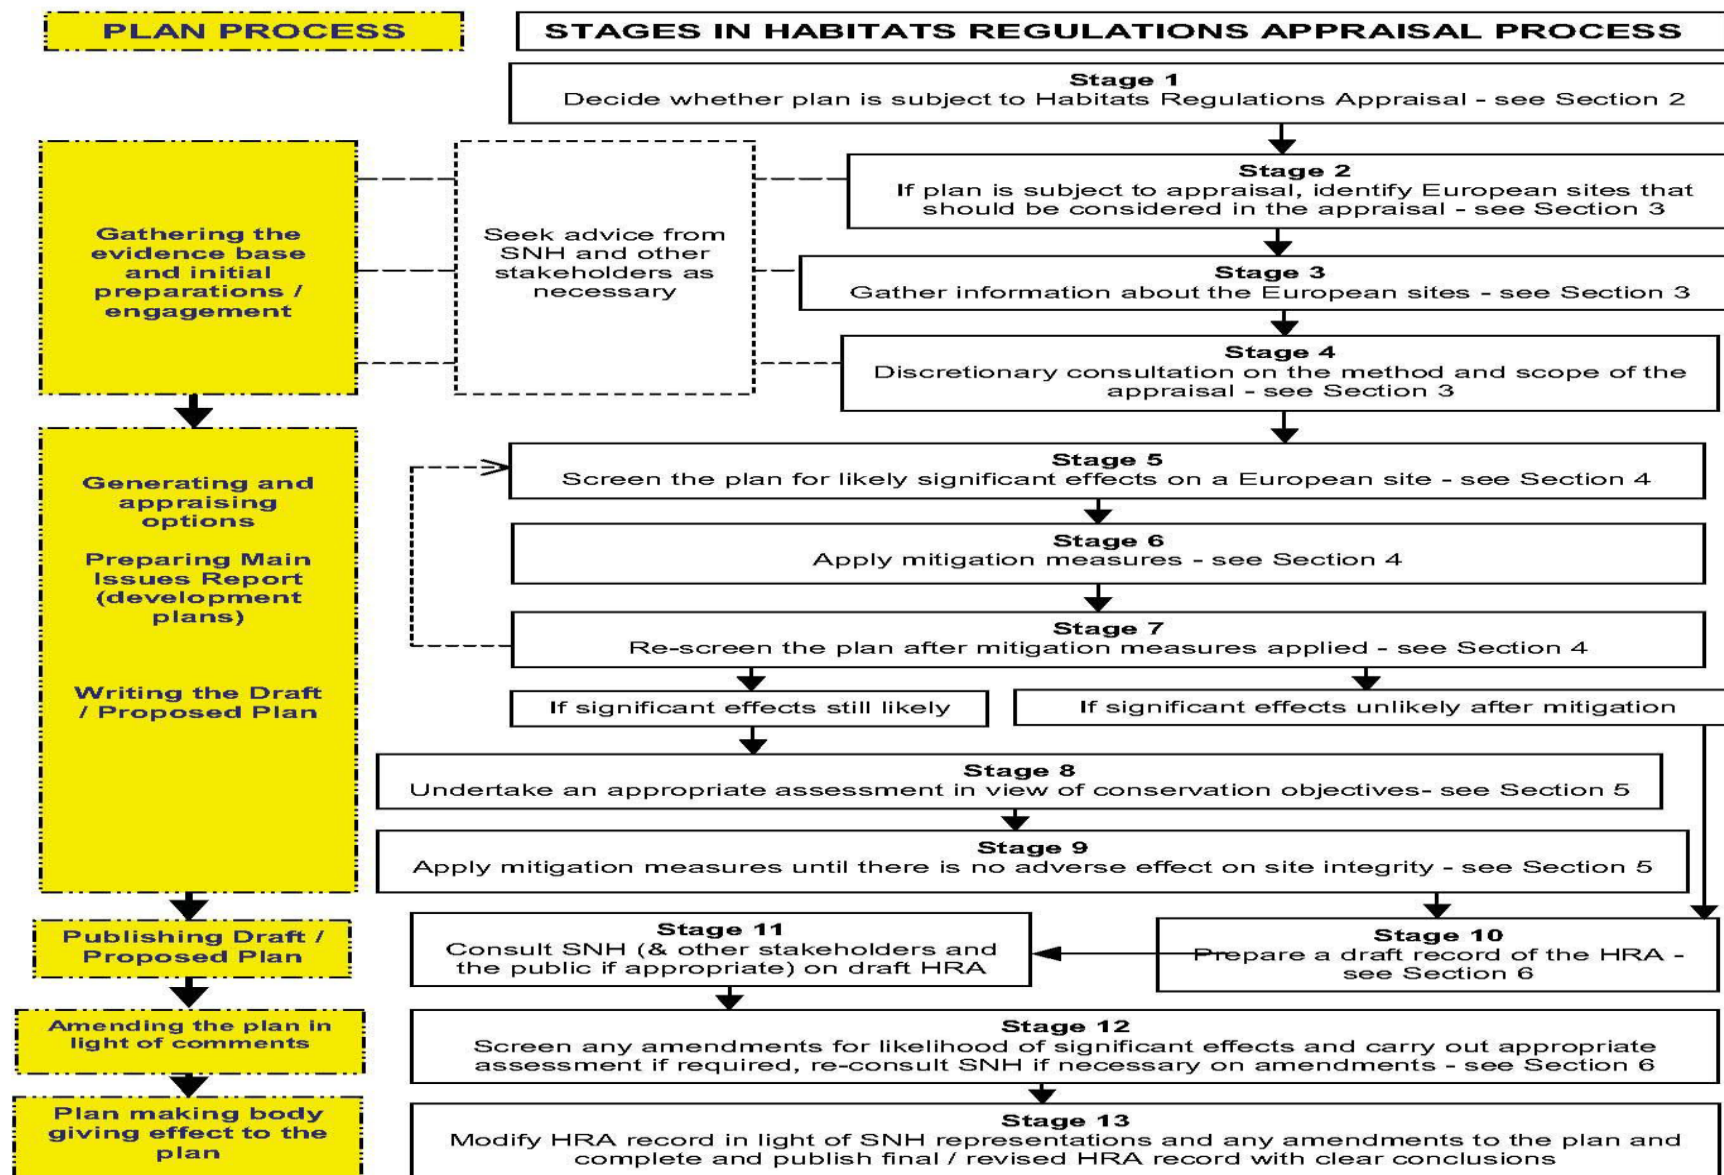 PLAN PROCESS
STAGES IN HABITATS REGULATIONS APPRAISAL PROCESS
Stage 1
Decide whether plan is subject to Habitats Regulations Appraisal - see Section 2
Gathering the
evidence base
and initial
preparations /
engagement
Seek advice from
SNH and other
stakeholders as
necessary
Stage 2
If plan is subject to appraisal, identify European sites that
should be considered in the appraisal - see Section 3
Stage 3
Gather information about the European sites - see Section 3
Stage 4
Discretionary consultation on the method and scope of the
appraisal - see Section 3
Generating and
appraising
options
Preparing Main
Issues Report
(development
plans)
Writing the Draft
/ Proposed Plan
Stage 5
Screen the plan for likely significant effects on a European site - see Section 4
Stage 6
Apply mitigation measures - see Section 4
Stage 7
Re-screen the plan after mitigation measures applied - see Section 4
If significant effects still likely
If significant effects unlikely after mitigation
Stage 8
Undertake an appropriate assessment in view of conservation objectives- see Section 5
Stage 9
Apply mitigation measures until there is no adverse effect on site integrity - see Section 5
Publishing Draft /
Proposed Plan
Stage 11
Consult SNH (& other stakeholders and
the public if appropriate) on draft HRA
Stage 10
Prepare a draft record of the HRA -
see Section 6
Amending the plan in
light of comments
Stage 12
Screen any amendments for likelihood of significant effects and carry out appropriate
assessment if required, re-consult SNH if necessary on amendments - see Section 6
Plan making body
giving effect to the
plan
Stage 13
Modify HRA record in light of SNH representations and any amendments to the plan and
complete and publish final / revised HRA record with clear conclusions